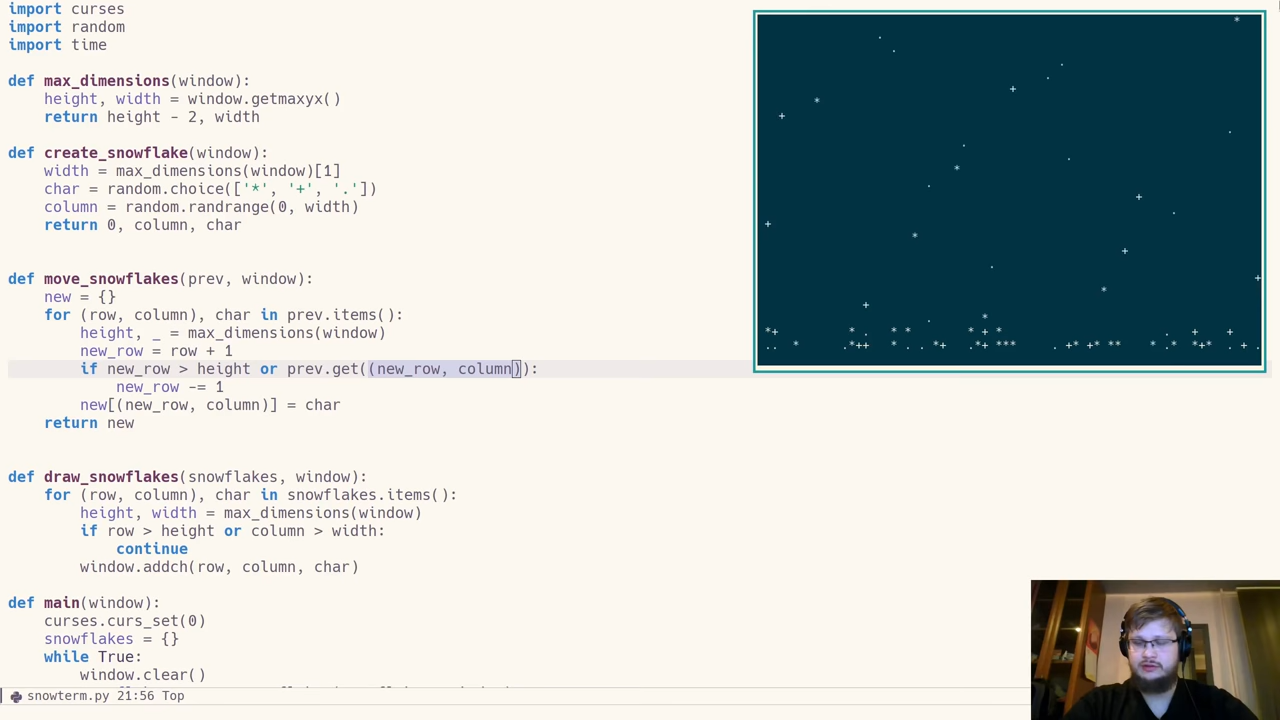 import curses
import random
import time
def max_dimensions(window):
    height, width = window.getmaxyx()
    return height - 2, width
def create_snowflake(window):
    width = max_dimensions(window)[1]
    char = random.choice(['*', '+', '.'])
    column = random.randrange(0, width)
    return 0, column, char
def move_snowflakes(prev, window):
    new = {}
    for (row, column), char in prev.items():
        height, _ = max_dimensions(window)
        new_row = row + 1
        if new_row > height or prev.get((new_row, column)):
            new_row -= 1
        new[(new_row, column)] = char
    return new
def draw_snowflakes(snowflakes, window):
    for (row, column), char in snowflakes.items():
        height, width = max_dimensions(window)
        if row > height or column > width:
            continue
        window.addch(row, column, char)
def main(window):
    curses.curs_set(0)
    snowflakes = {}
    while True:
        window.clear()
snowterm.py 21:56 Top